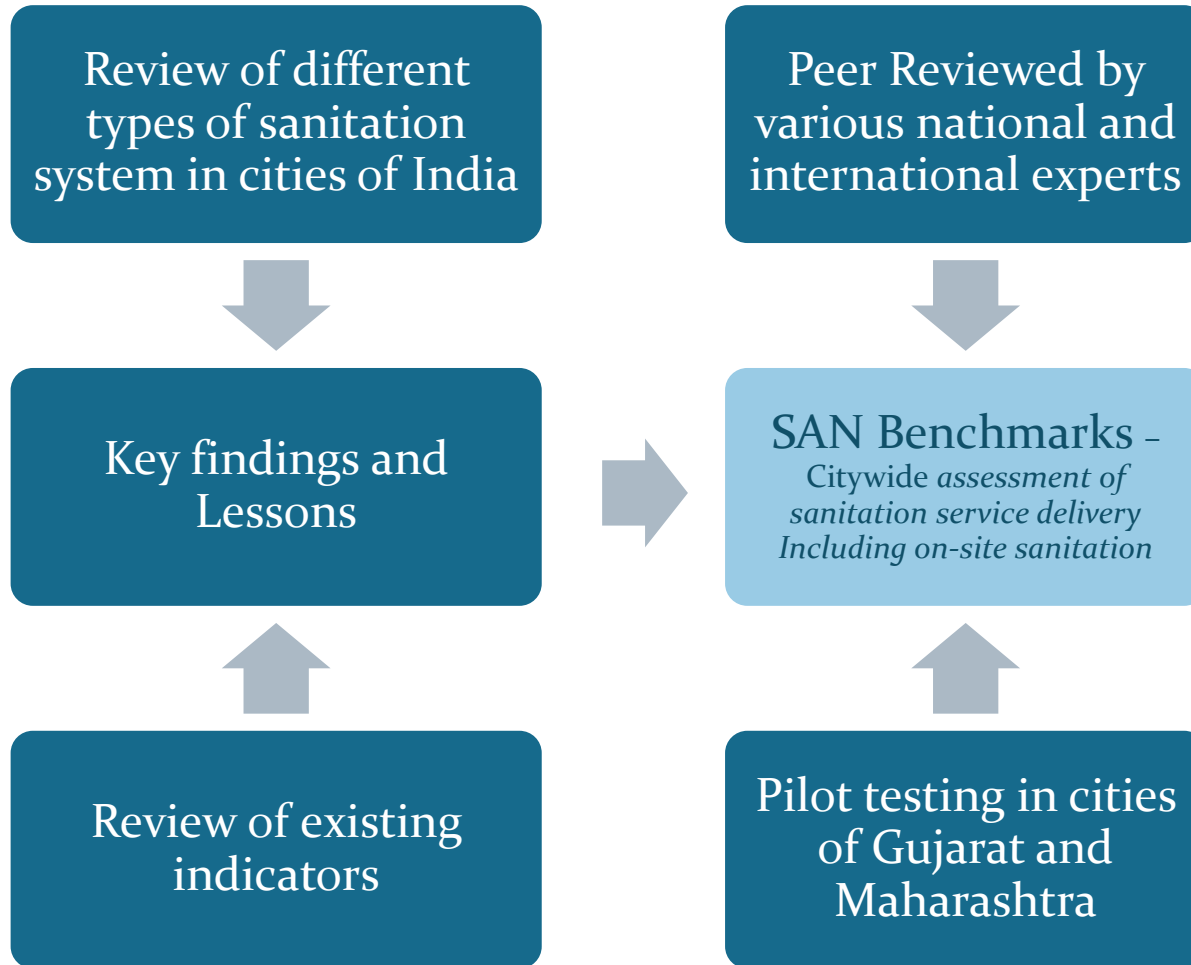 Review of different
types of sanitation
system in cities of India
Peer Reviewed by
various national and
international experts
Key findings and
Lessons
SAN Benchmarks –
Citywide assessment of
sanitation service delivery
Including on-site sanitation
Review of existing
indicators
Pilot testing in cities
of Gujarat and
Maharashtra